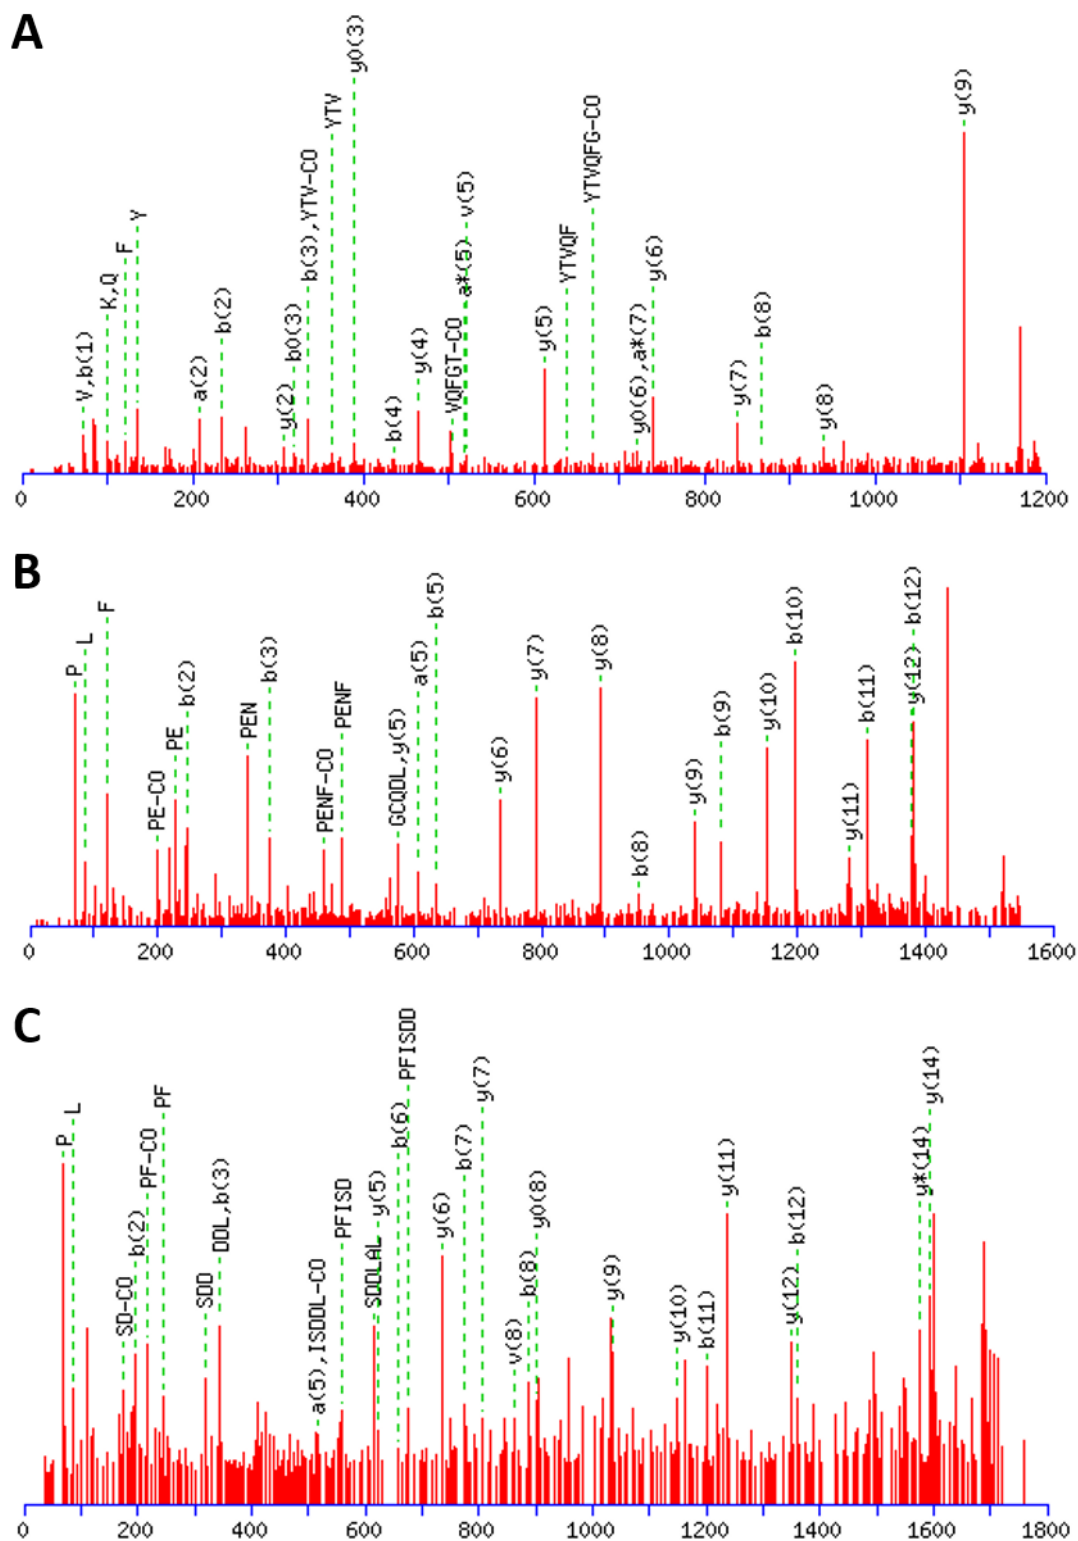 A
V,b(1)
K,Q
F
Y
a(2)
b(2)
y(2)
b0(3)
b(3),YTV-CO
YTV
y0(3)
b(4)
y(4)
VQFGT-CO
a*(5)
v(5)
y(5)
YTVQF
YTVQFG-CO
y0(6),a*(7)
y(6)
y(7)
b(8)
y(8)
y(9)
0 200 400 600 800 1000 1200
B
P
L
F
PE-CO
PE
b(2)
PEN
b(3)
PENF-CO
PENF
GCQDL,y(5)
a(5)
b(5)
y(6)
y(7)
y(8)
b(8)
y(9)
b(9)
y(10)
b(10)
y(11)
b(11)
y(12)
b(12)
0 200 400 600 800 1000 1200 1400 1600
C
P
L
SD-CO
b(2)
PF-CO
PF
SDD
DDL,b(3)
a(5),ISDDL-CO
PFISD
SDDLAL
y(5)
b(6)
PFISDD
y(6)
b(7)
y(7)
v(8)
b(8)
y0(8)
y(9)
y(10)
b(11)
y(11)
y(12)
b(12)
y*(14)
y(14)
0 200 400 600 800 1000 1200 1400 1600 1800